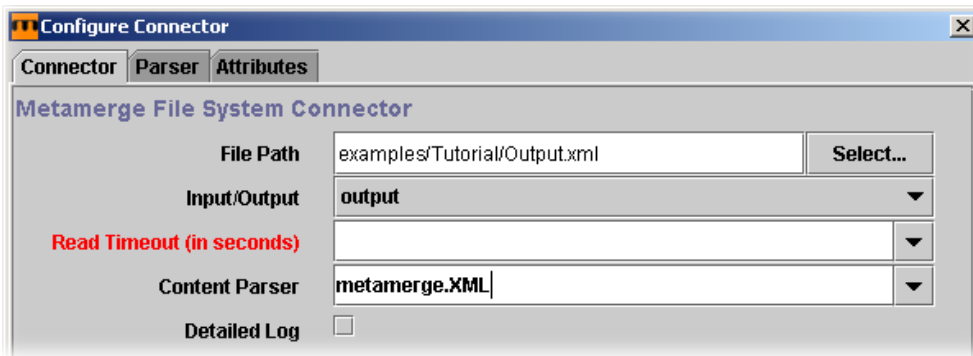 Configure Connector
Connector Parser Attributes
Metamerge File System Connector
File Path examples/Tutorial/Output.xml Select...
Input/Output output
Read Timeout (in seconds)
Content Parser metamerge.XML
Detailed Log